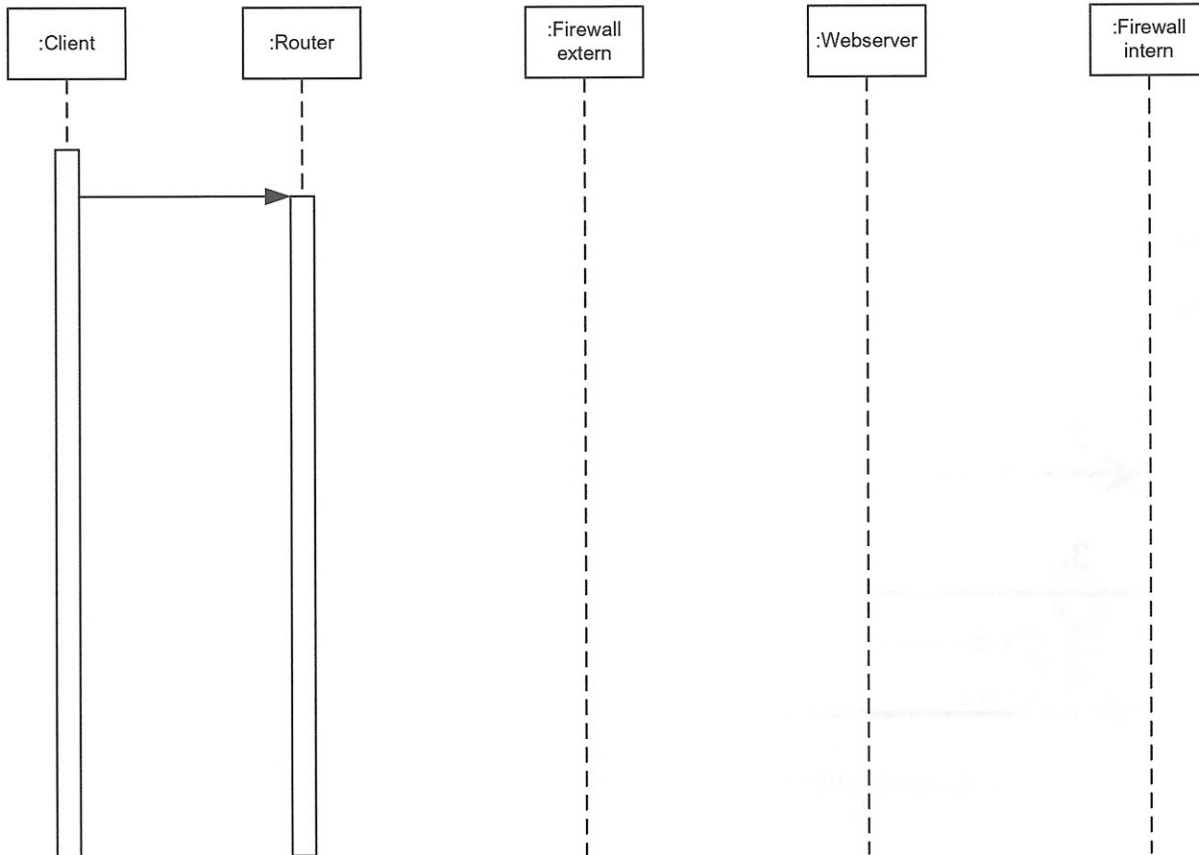 :Client
:Router
:Firewall
extern
:Webserver
:Firewall
intern